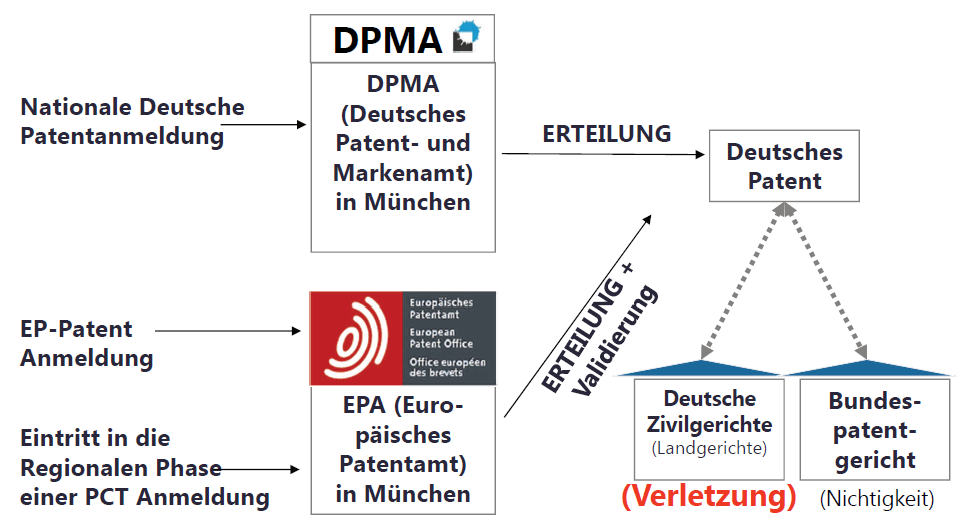 DPMA
DPMA
(Deutsches
Patent- und
Markenamt)
in München
Nationale Deutsche
Patentanmeldung
ERTEILUNG
Deutsches
Patent
EP-Patent
Anmeldung
Europäisches
Patentamt
European
Patent Office
Office européen
des brevets
EPA (Euro-
päisches
Patentamt)
in München
Eintritt in die
Regionalen Phase
einer PCT Anmeldung
ERTEILUNG +
Validierung
Deutsche
Zivilgerichte
(Landgerichte)
(Verletzung)
Bundes-
patent-
gericht
(Nichtigkeit)